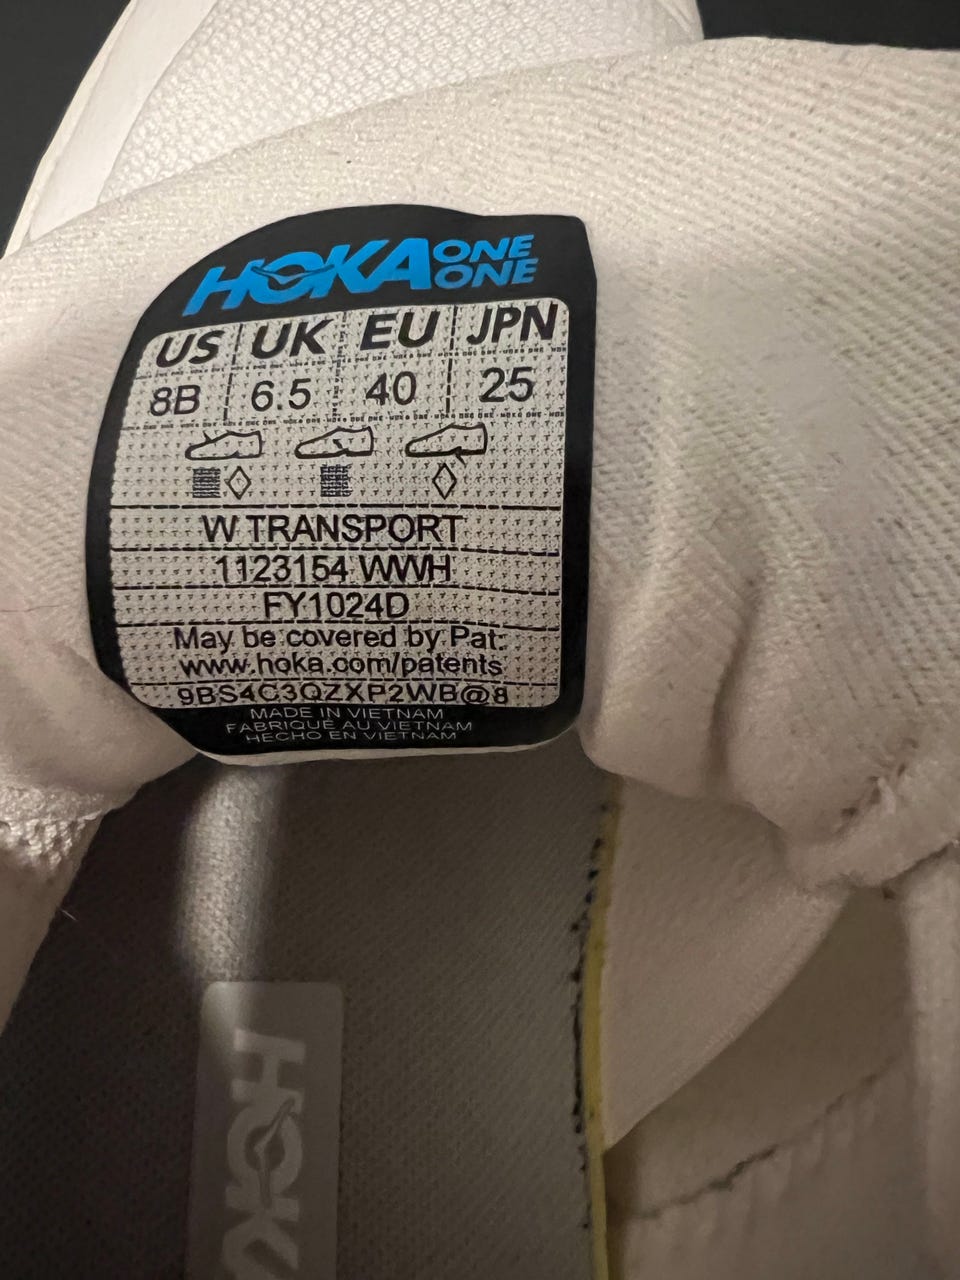 HOKA ONE ONE
US UK EU JPN
8B 6.5 40 25
W TRANSPORT
1123154 WWH
FY1024D
May be covered by Pat:
www.hoka.com/patents
9BS4C3QZXP2WB@8
MADE IN VIETNAM
FABRIQUÉ AU VIETNAM
HECHO EN VIETNAM
HOKA